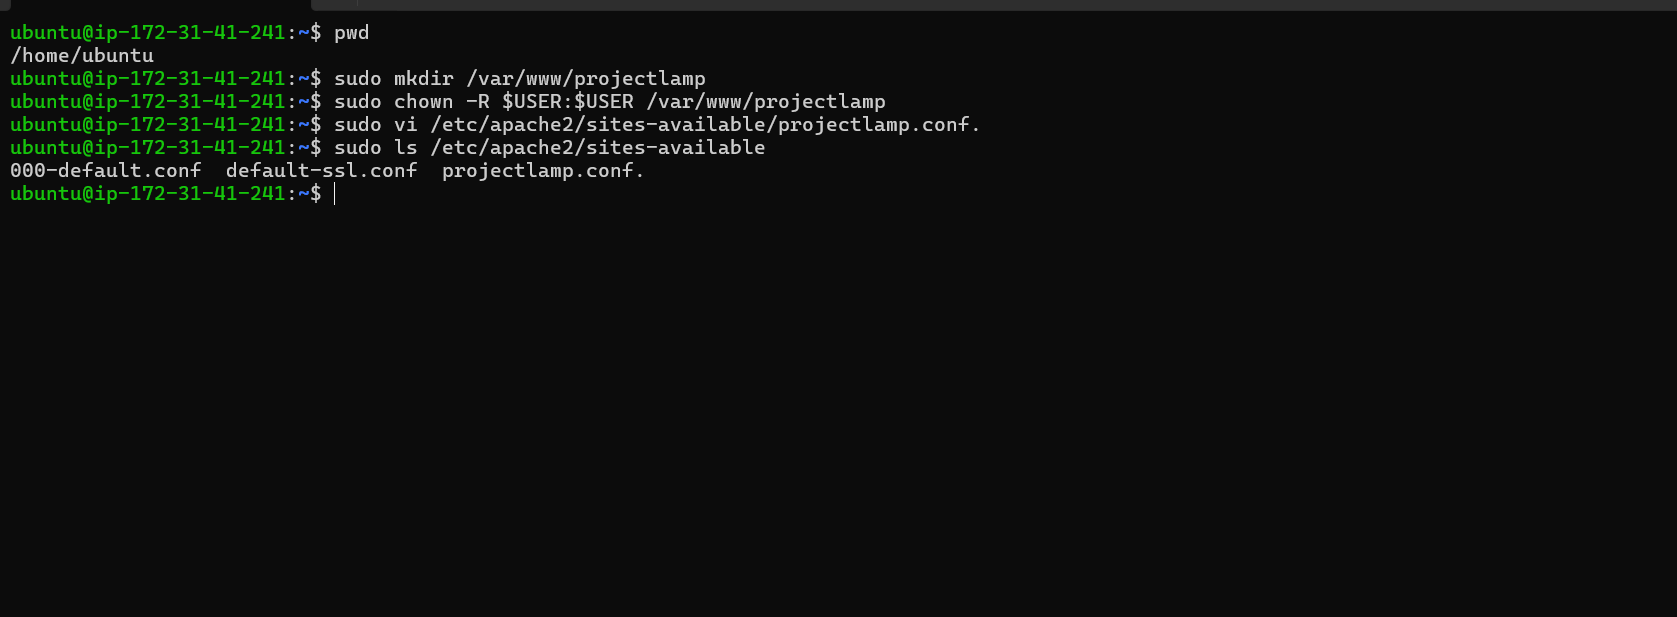 ubuntu@ip-172-31-41-241:~$ pwd
/home/ubuntu
ubuntu@ip-172-31-41-241:~$ sudo mkdir /var/www/projectlamp
ubuntu@ip-172-31-41-241:~$ sudo chown -R $USER:$USER /var/www/projectlamp
ubuntu@ip-172-31-41-241:~$ sudo vi /etc/apache2/sites-available/projectlamp.conf.
ubuntu@ip-172-31-41-241:~$ sudo ls /etc/apache2/sites-available
000-default.conf  default-ssl.conf  projectlamp.conf.
ubuntu@ip-172-31-41-241:~$